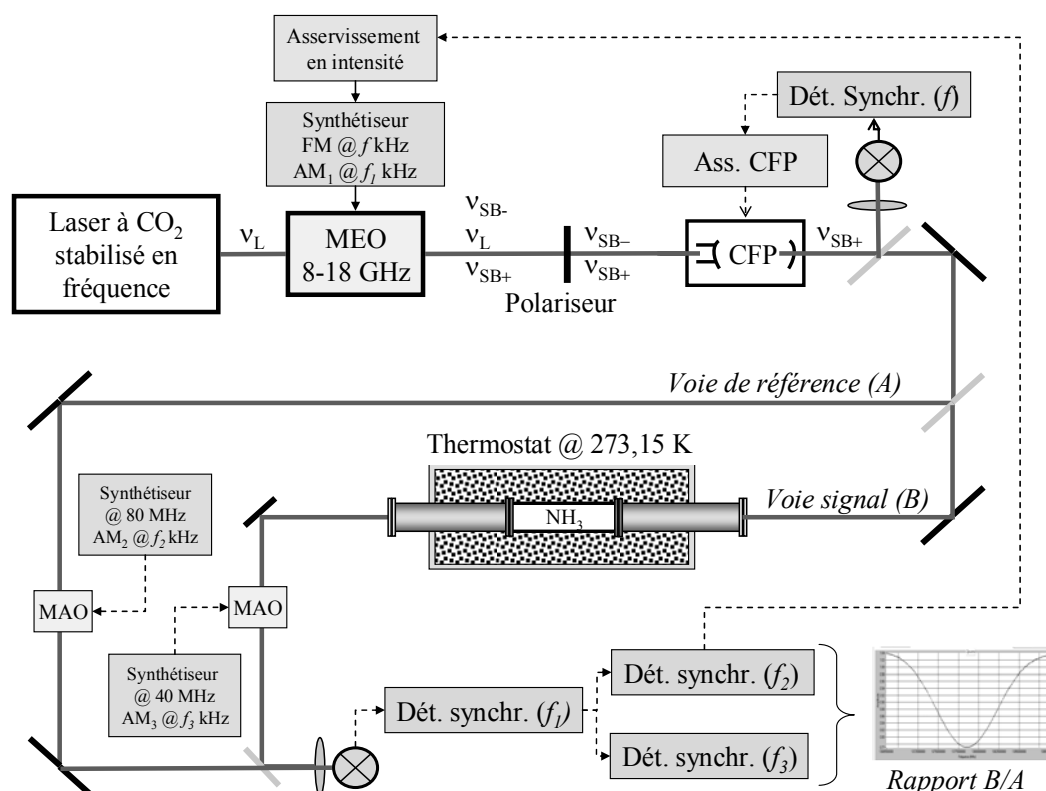 Asservissement
en intensité
Synthétiseur
FM @ f kHz
AM1 @ f1 kHz
Dét. Synchr. (f)
Ass. CFP
Laser à CO2
stabilisé en
fréquence
νL
MEO
8-18 GHz
νSB-
νL
νSB+
Polariseur
νSB–
νSB+
CFP
νSB+
Voie de référence (A)
Thermostat @ 273,15 K
NH3
Voie signal (B)
Synthétiseur
@ 80 MHz
AM2 @ f2 kHz
MAO
MAO
Synthétiseur
@ 40 MHz
AM3 @ f3 kHz
Dét. synchr. (f1)
Dét. synchr. (f2)
Dét. synchr. (f3)
Rapport B/A